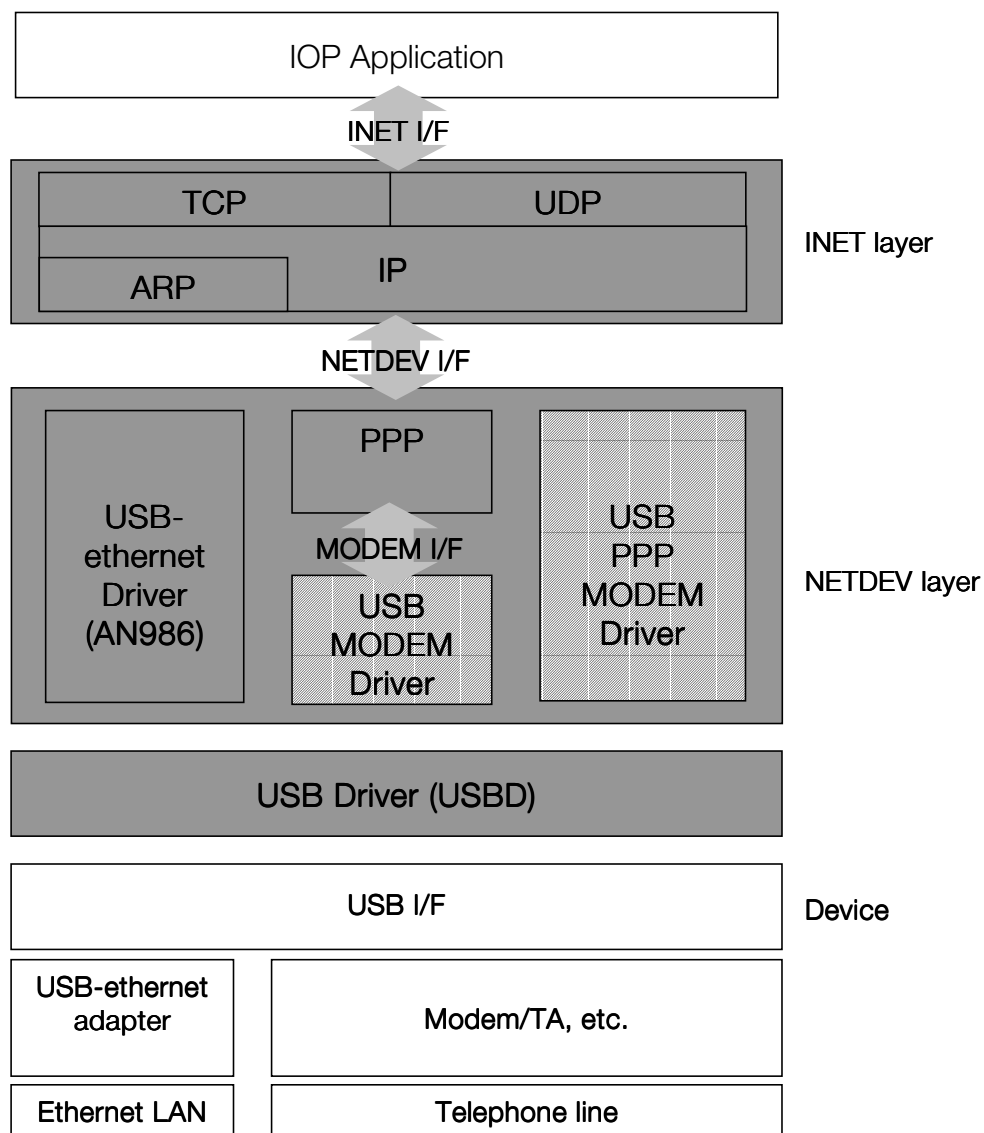 IOP Application
INET I/F
TCP
UDP
INET layer
IP
ARP
NETDEV I/F
USB-
ethernet
Driver
(AN986)
PPP
MODEM I/F
USB
MODEM
Driver
USB
PPP
MODEM
Driver
NETDEV layer
USB Driver (USBD)
USB I/F
Device
USB-ethernet
adapter
Modem/TA, etc.
Ethernet LAN
Telephone line